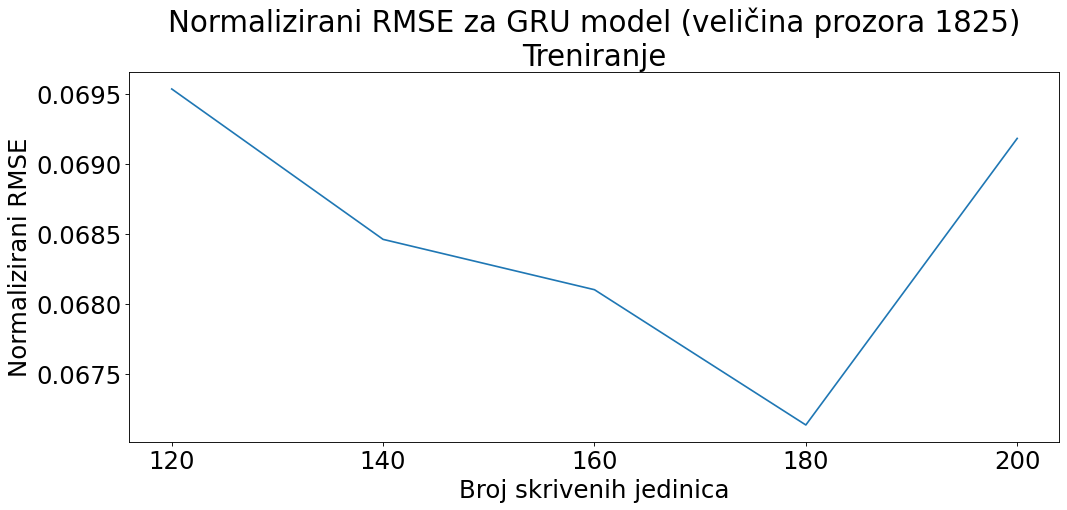 Normalizirani RMSE za GRU model (veličina prozora 1825)
Treniranje
Normalizirani RMSE
0.0695
0.0690
0.0685
0.0680
0.0675
120 140 160 180 200
Broj skrivenih jedinica